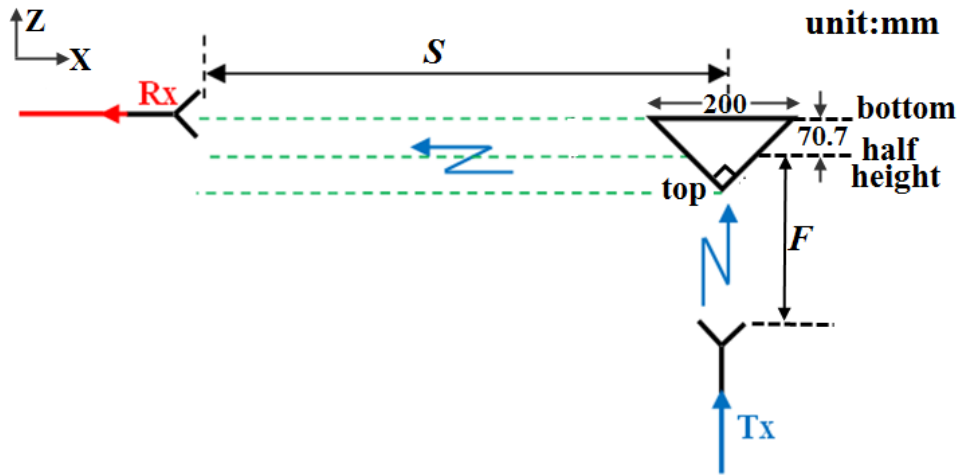 Z
unit:mm
X
S
Rx
200
bottom
70.7
half
height
top
F
Tx